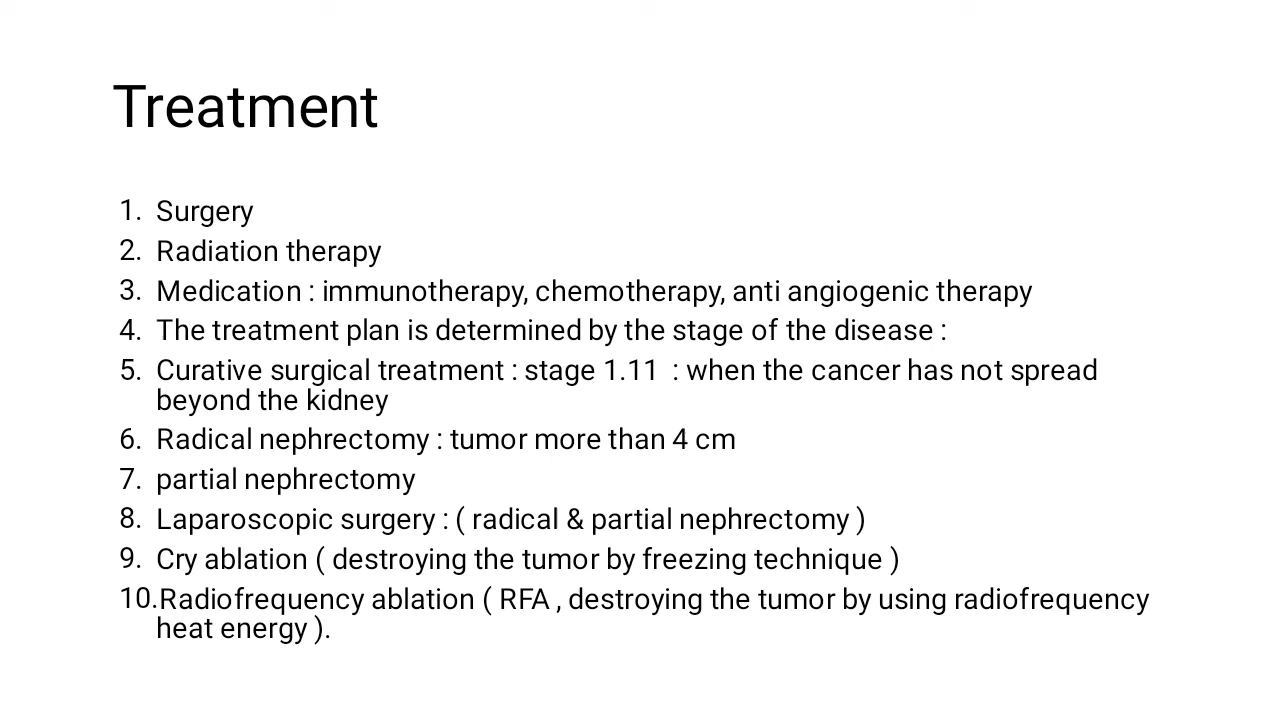 Treatment
1. Surgery
2. Radiation therapy
3. Medication : immunotherapy, chemotherapy, anti angiogenic therapy
4. The treatment plan is determined by the stage of the disease :
5. Curative surgical treatment : stage 1.11  : when the cancer has not spread
beyond the kidney
6. Radical nephrectomy : tumor more than 4 cm
7. partial nephrectomy
8. Laparoscopic surgery : ( radical & partial nephrectomy )
9. Cry ablation ( destroying the tumor by freezing technique )
10.Radiofrequency ablation ( RFA , destroying the tumor by using radiofrequency
heat energy ).